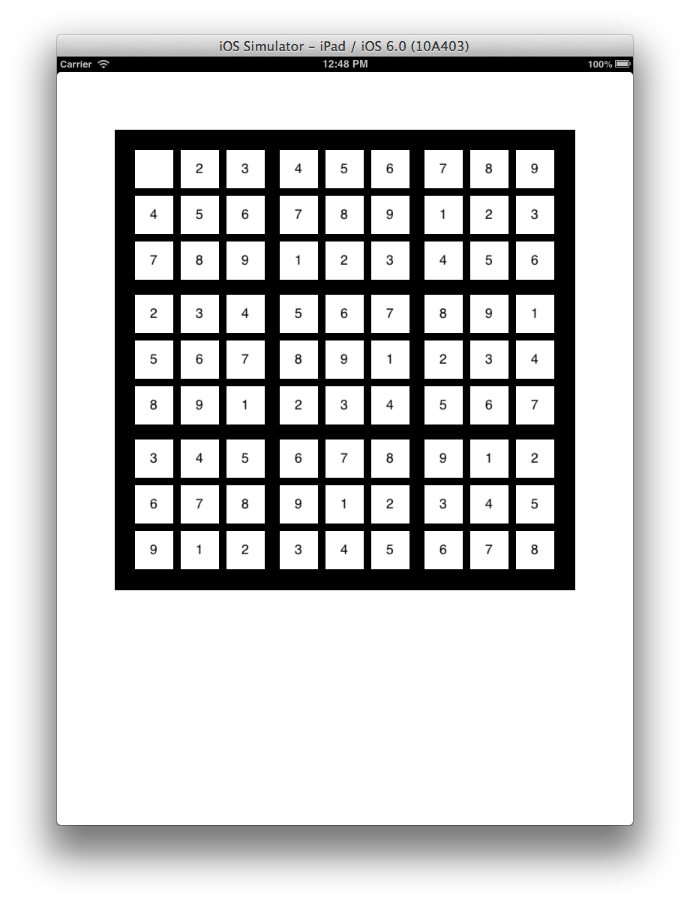 iOS Simulator – iPad / iOS 6.0 (10A403)
Carrier 12:48 PM 100%
2 3 4 5 6 7 8 9
4 5 6 7 8 9 1 2 3
7 8 9 1 2 3 4 5 6
2 3 4 5 6 7 8 9 1
5 6 7 8 9 1 2 3 4
8 9 1 2 3 4 5 6 7
3 4 5 6 7 8 9 1 2
6 7 8 9 1 2 3 4 5
9 1 2 3 4 5 6 7 8